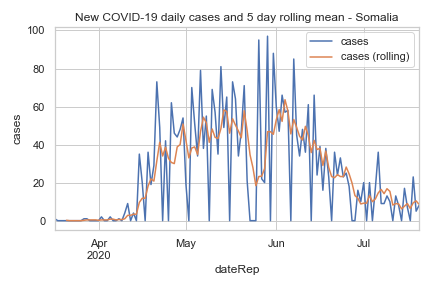 New COVID-19 daily cases and 5 day rolling mean - Somalia
cases
cases (rolling)
100
80
60
40
20
0
cases
Apr
2020
May
Jun
Jul
dateRep